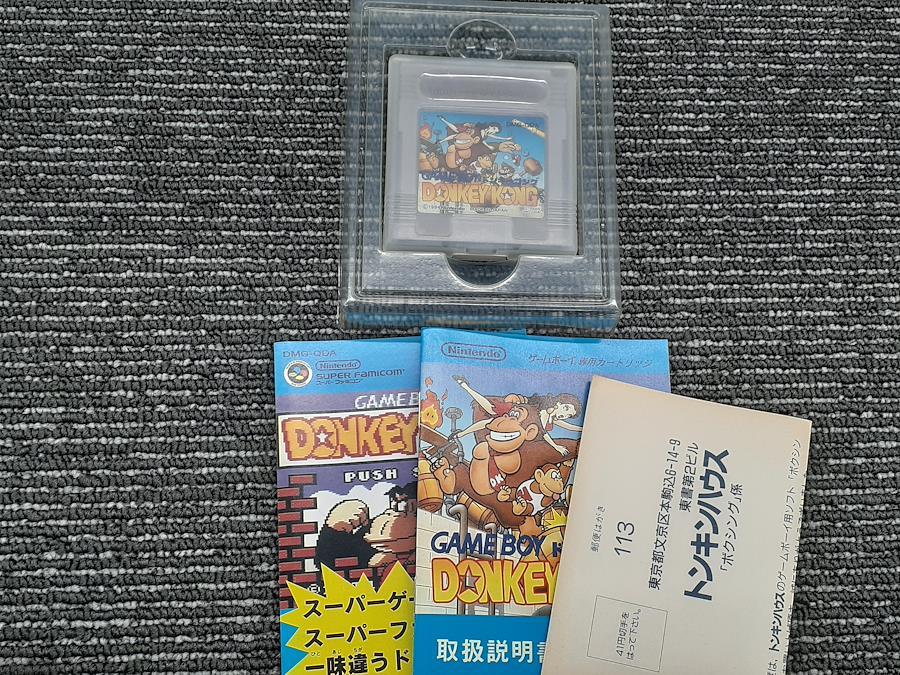 DONKEY KONG
DMG-QDA
Nintendo
SUPER FAMICOM
スーパーファミコン
GAME B
DONKEY
PUSH
スーパーゲー
スーパーフ
一味違うド
Nintendo
ゲームボーイ専用カートリッジ
DK
GAME BOY
DONKEY
取扱説明書
郵便はがき
113
東京都文京区本駒込6-14-9
東書第2ビル
トンキンハウス
「ボクシング」係
41円切手を
はって下さい。
トンキンハウスのゲームボーイ用ソフト「ボクシン